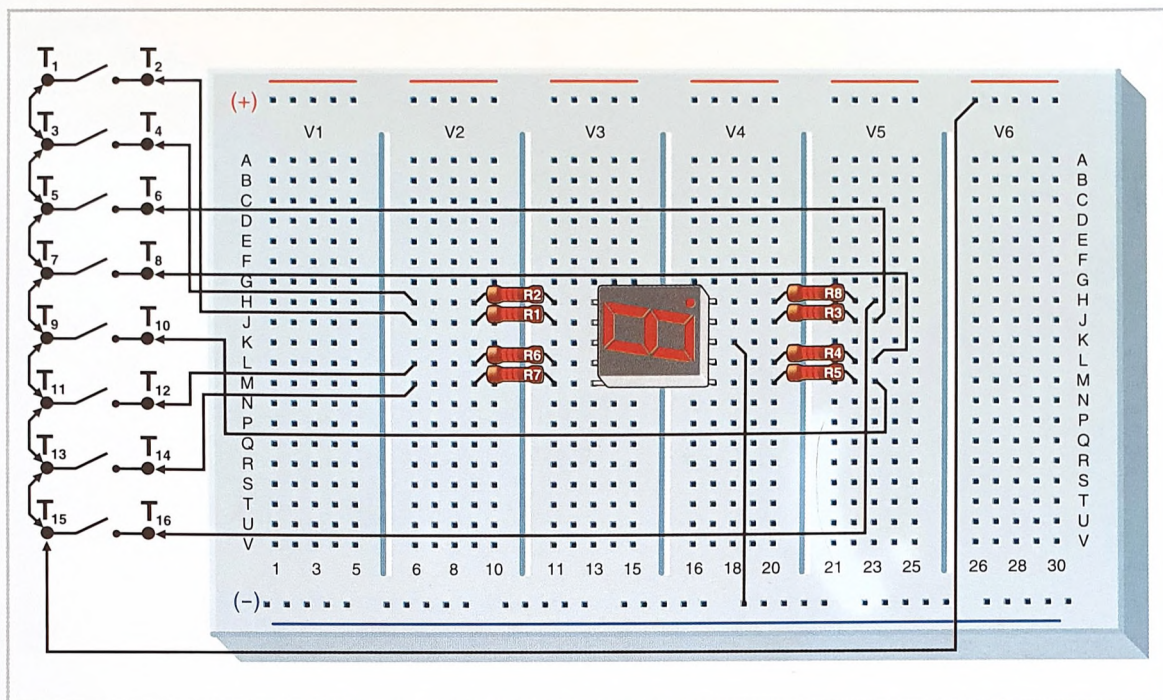 T1 T2
(+)
T3 T4
V1 V2 V3 V4 V5 V6
A A
B B
T5 T6
C C
D D
E E
T7 T8
F F
G G
H R2 R8 H
J R1 R3 J
T9 T10
K K
L R6 R4 L
M R7 R5 M
T11 T12
N N
P P
Q Q
T13 T14
R R
S S
T T
T15 T16
U U
V V
1 3 5 6 8 10 11 13 15 16 18 20 21 23 25 26 28 30
(-)